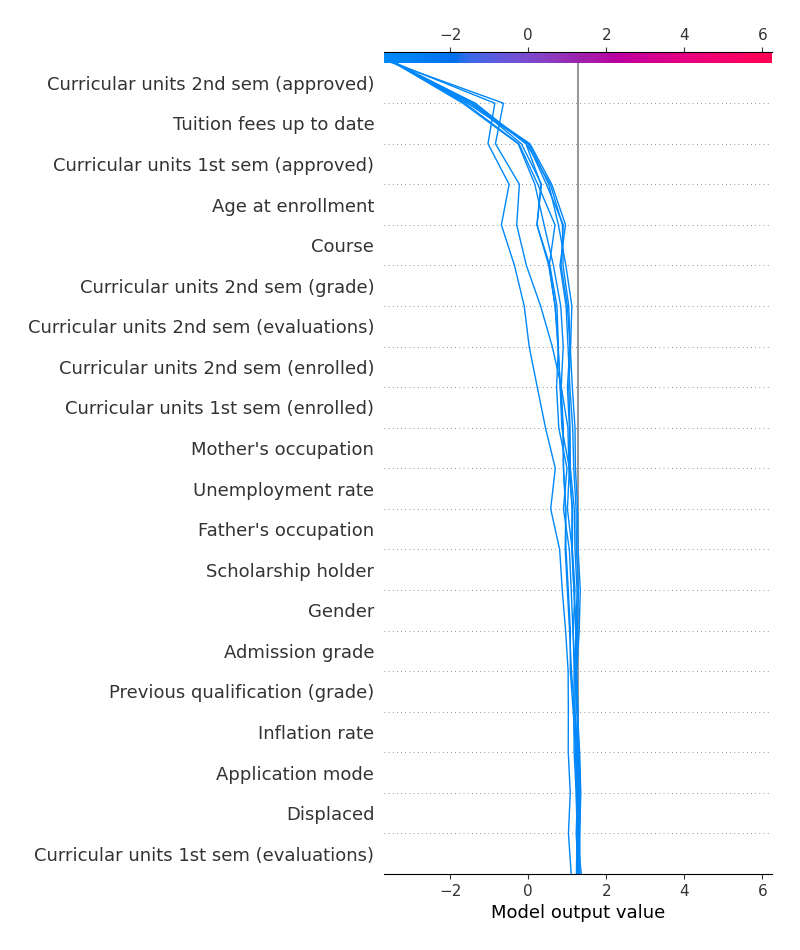 −2 0 2 4 6
Curricular units 2nd sem (approved)
Tuition fees up to date
Curricular units 1st sem (approved)
Age at enrollment
Course
Curricular units 2nd sem (grade)
Curricular units 2nd sem (evaluations)
Curricular units 2nd sem (enrolled)
Curricular units 1st sem (enrolled)
Mother's occupation
Unemployment rate
Father's occupation
Scholarship holder
Gender
Admission grade
Previous qualification (grade)
Inflation rate
Application mode
Displaced
Curricular units 1st sem (evaluations)
−2 0 2 4 6
Model output value